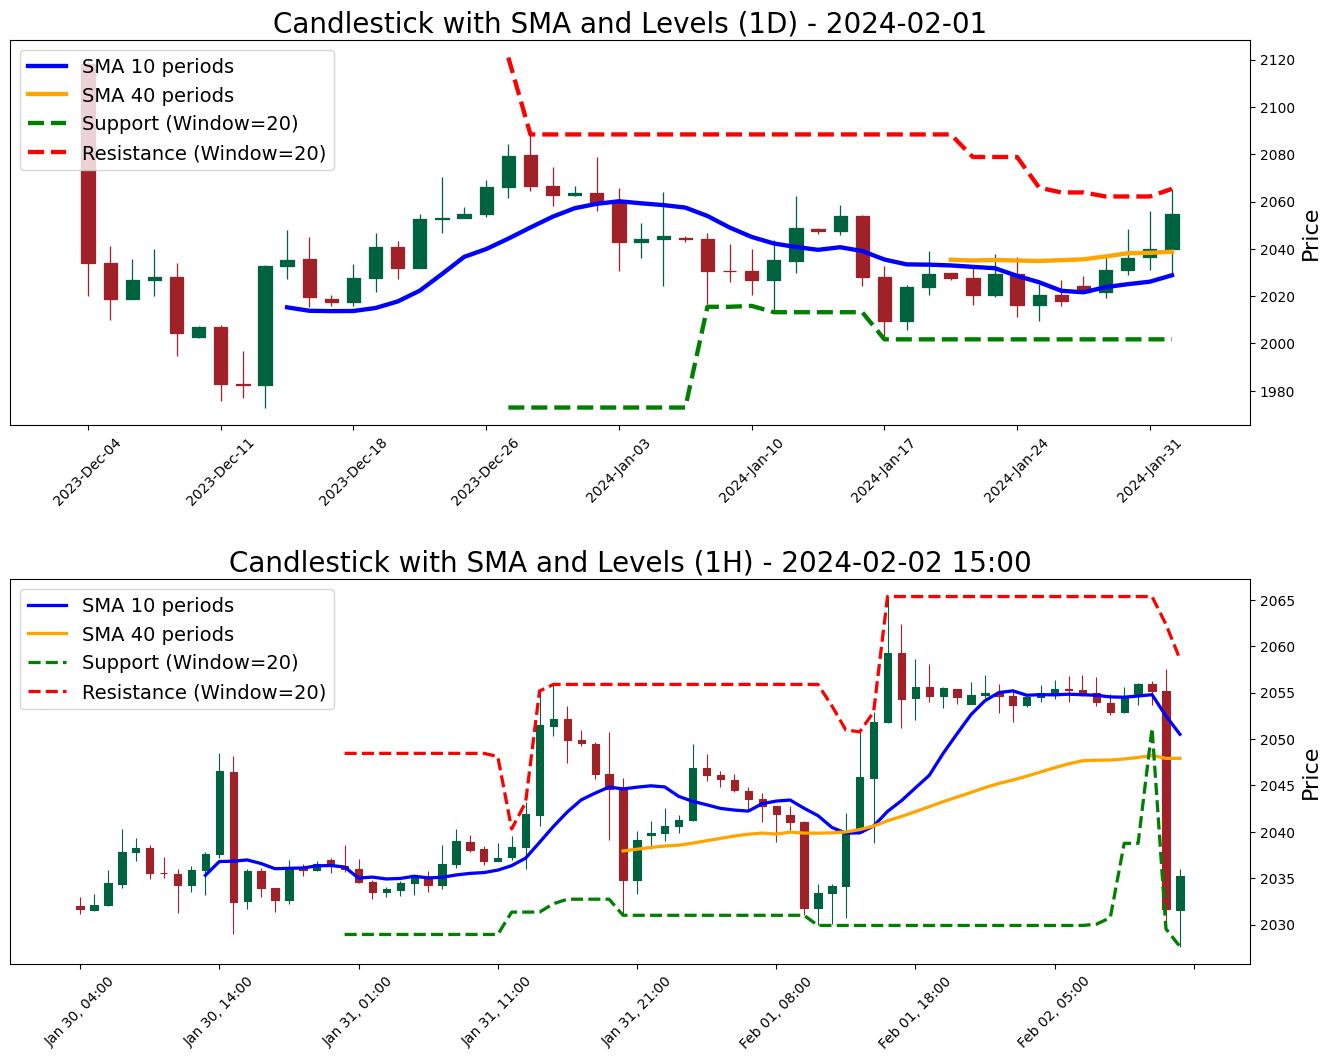 Candlestick with SMA and Levels (1D) - 2024-02-01
SMA 10 periods
SMA 40 periods
Support (Window=20)
Resistance (Window=20)
2120
2100
2080
2060
2040
2020
2000
1980
Price
2023-Dec-04
2023-Dec-11
2023-Dec-18
2023-Dec-26
2024-Jan-03
2024-Jan-10
2024-Jan-17
2024-Jan-24
2024-Jan-31
Candlestick with SMA and Levels (1H) - 2024-02-02 15:00
SMA 10 periods
SMA 40 periods
Support (Window=20)
Resistance (Window=20)
2065
2060
2055
2050
2045
2040
2035
2030
Price
Jan 30, 04:00
Jan 30, 14:00
Jan 31, 01:00
Jan 31, 11:00
Jan 31, 21:00
Feb 01, 08:00
Feb 01, 18:00
Feb 02, 05:00